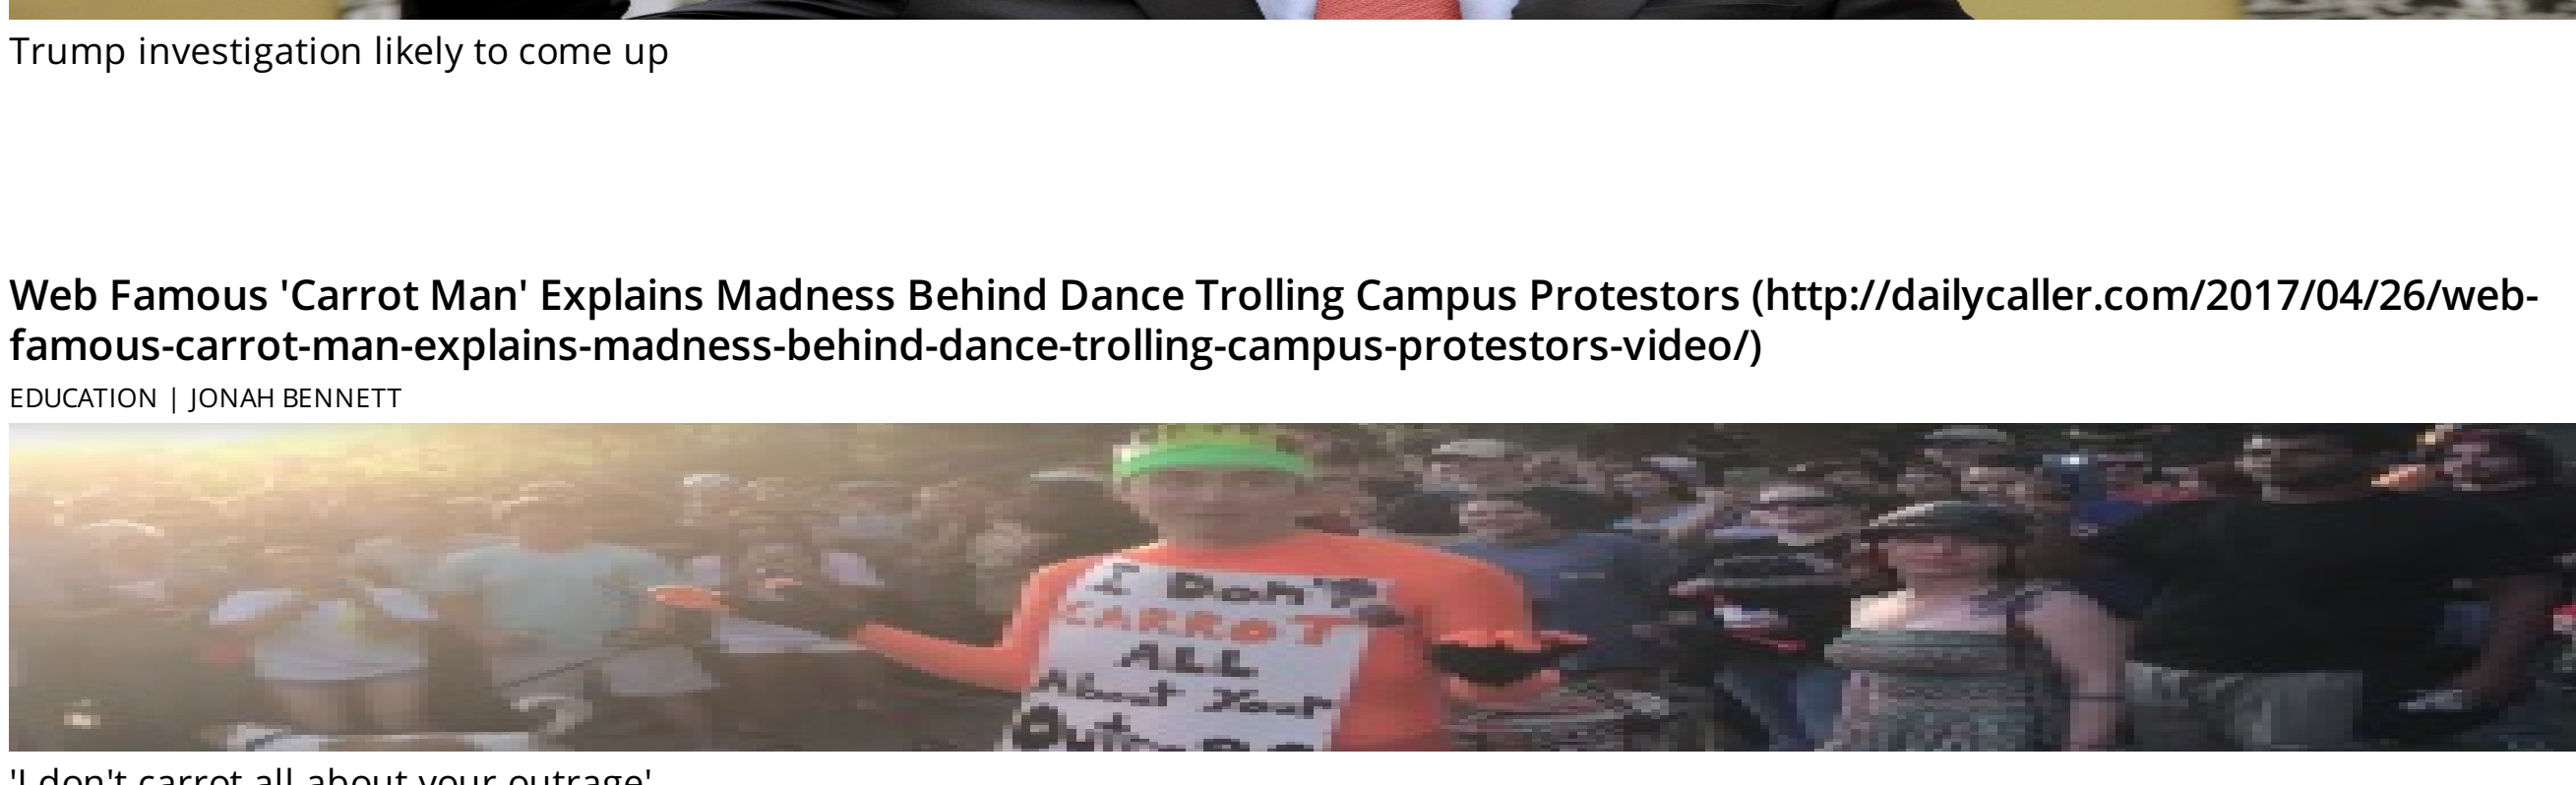 Trump investigation likely to come up
Web Famous 'Carrot Man' Explains Madness Behind Dance Trolling Campus Protestors (http://dailycaller.com/2017/04/26/web-
famous-carrot-man-explains-madness-behind-dance-trolling-campus-protestors-video/)
EDUCATION | JONAH BENNETT
I Don't
CARROT
ALL
About Your
'I don't carrot all about your outrage'